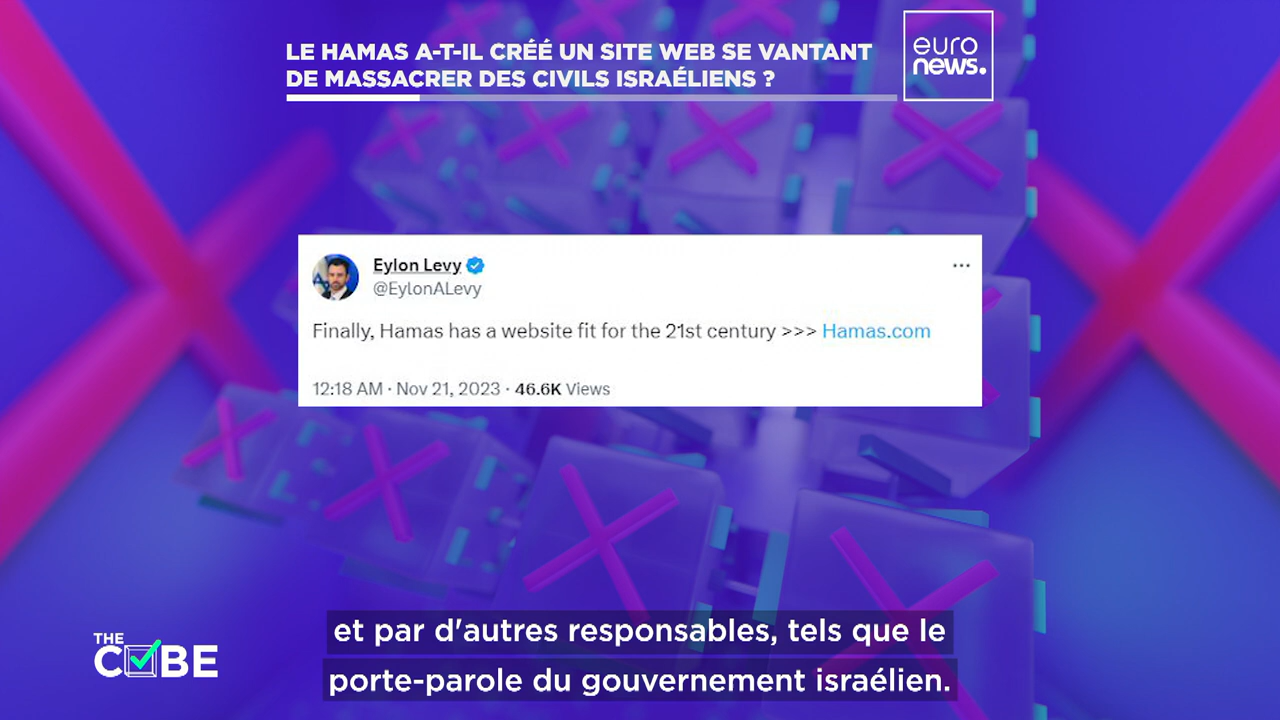 LE HAMAS A-T-IL CRÉÉ UN SITE WEB SE VANTANT
DE MASSACRER DES CIVILS ISRAÉLIENS ?
euro
news.
Eylon Levy
@EylonALevy
Finally, Hamas has a website fit for the 21st century >>> Hamas.com
12:18 AM · Nov 21, 2023 · 46.6K Views
THE
CUBE
et par d'autres responsables, tels que le
porte-parole du gouvernement israélien.